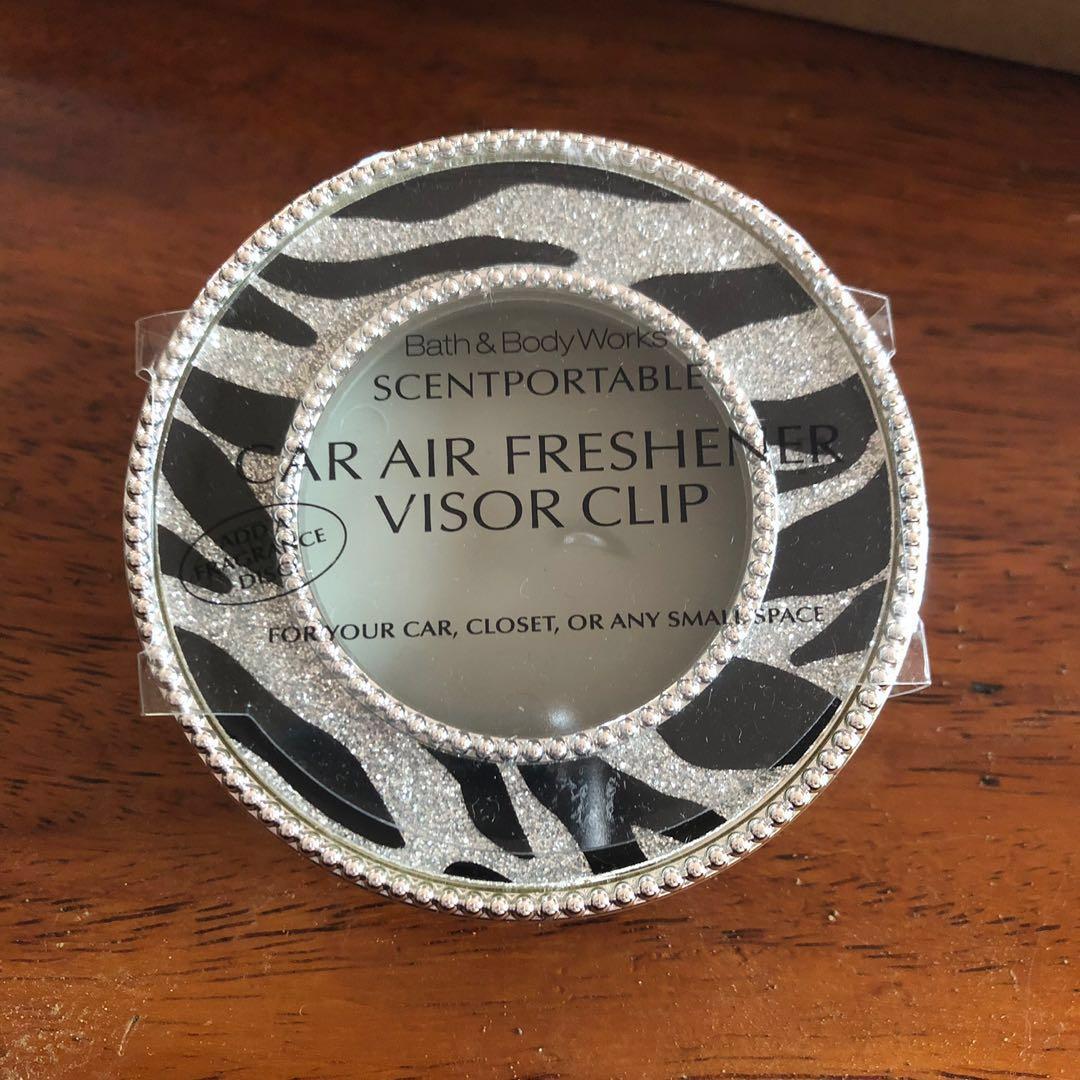 Bath & Body Works
SCENTPORTABLE
CAR AIR FRESHENER
VISOR CLIP
ADD A
FRAGRANCE
DISC
FOR YOUR CAR, CLOSET, OR ANY SMALL SPACE